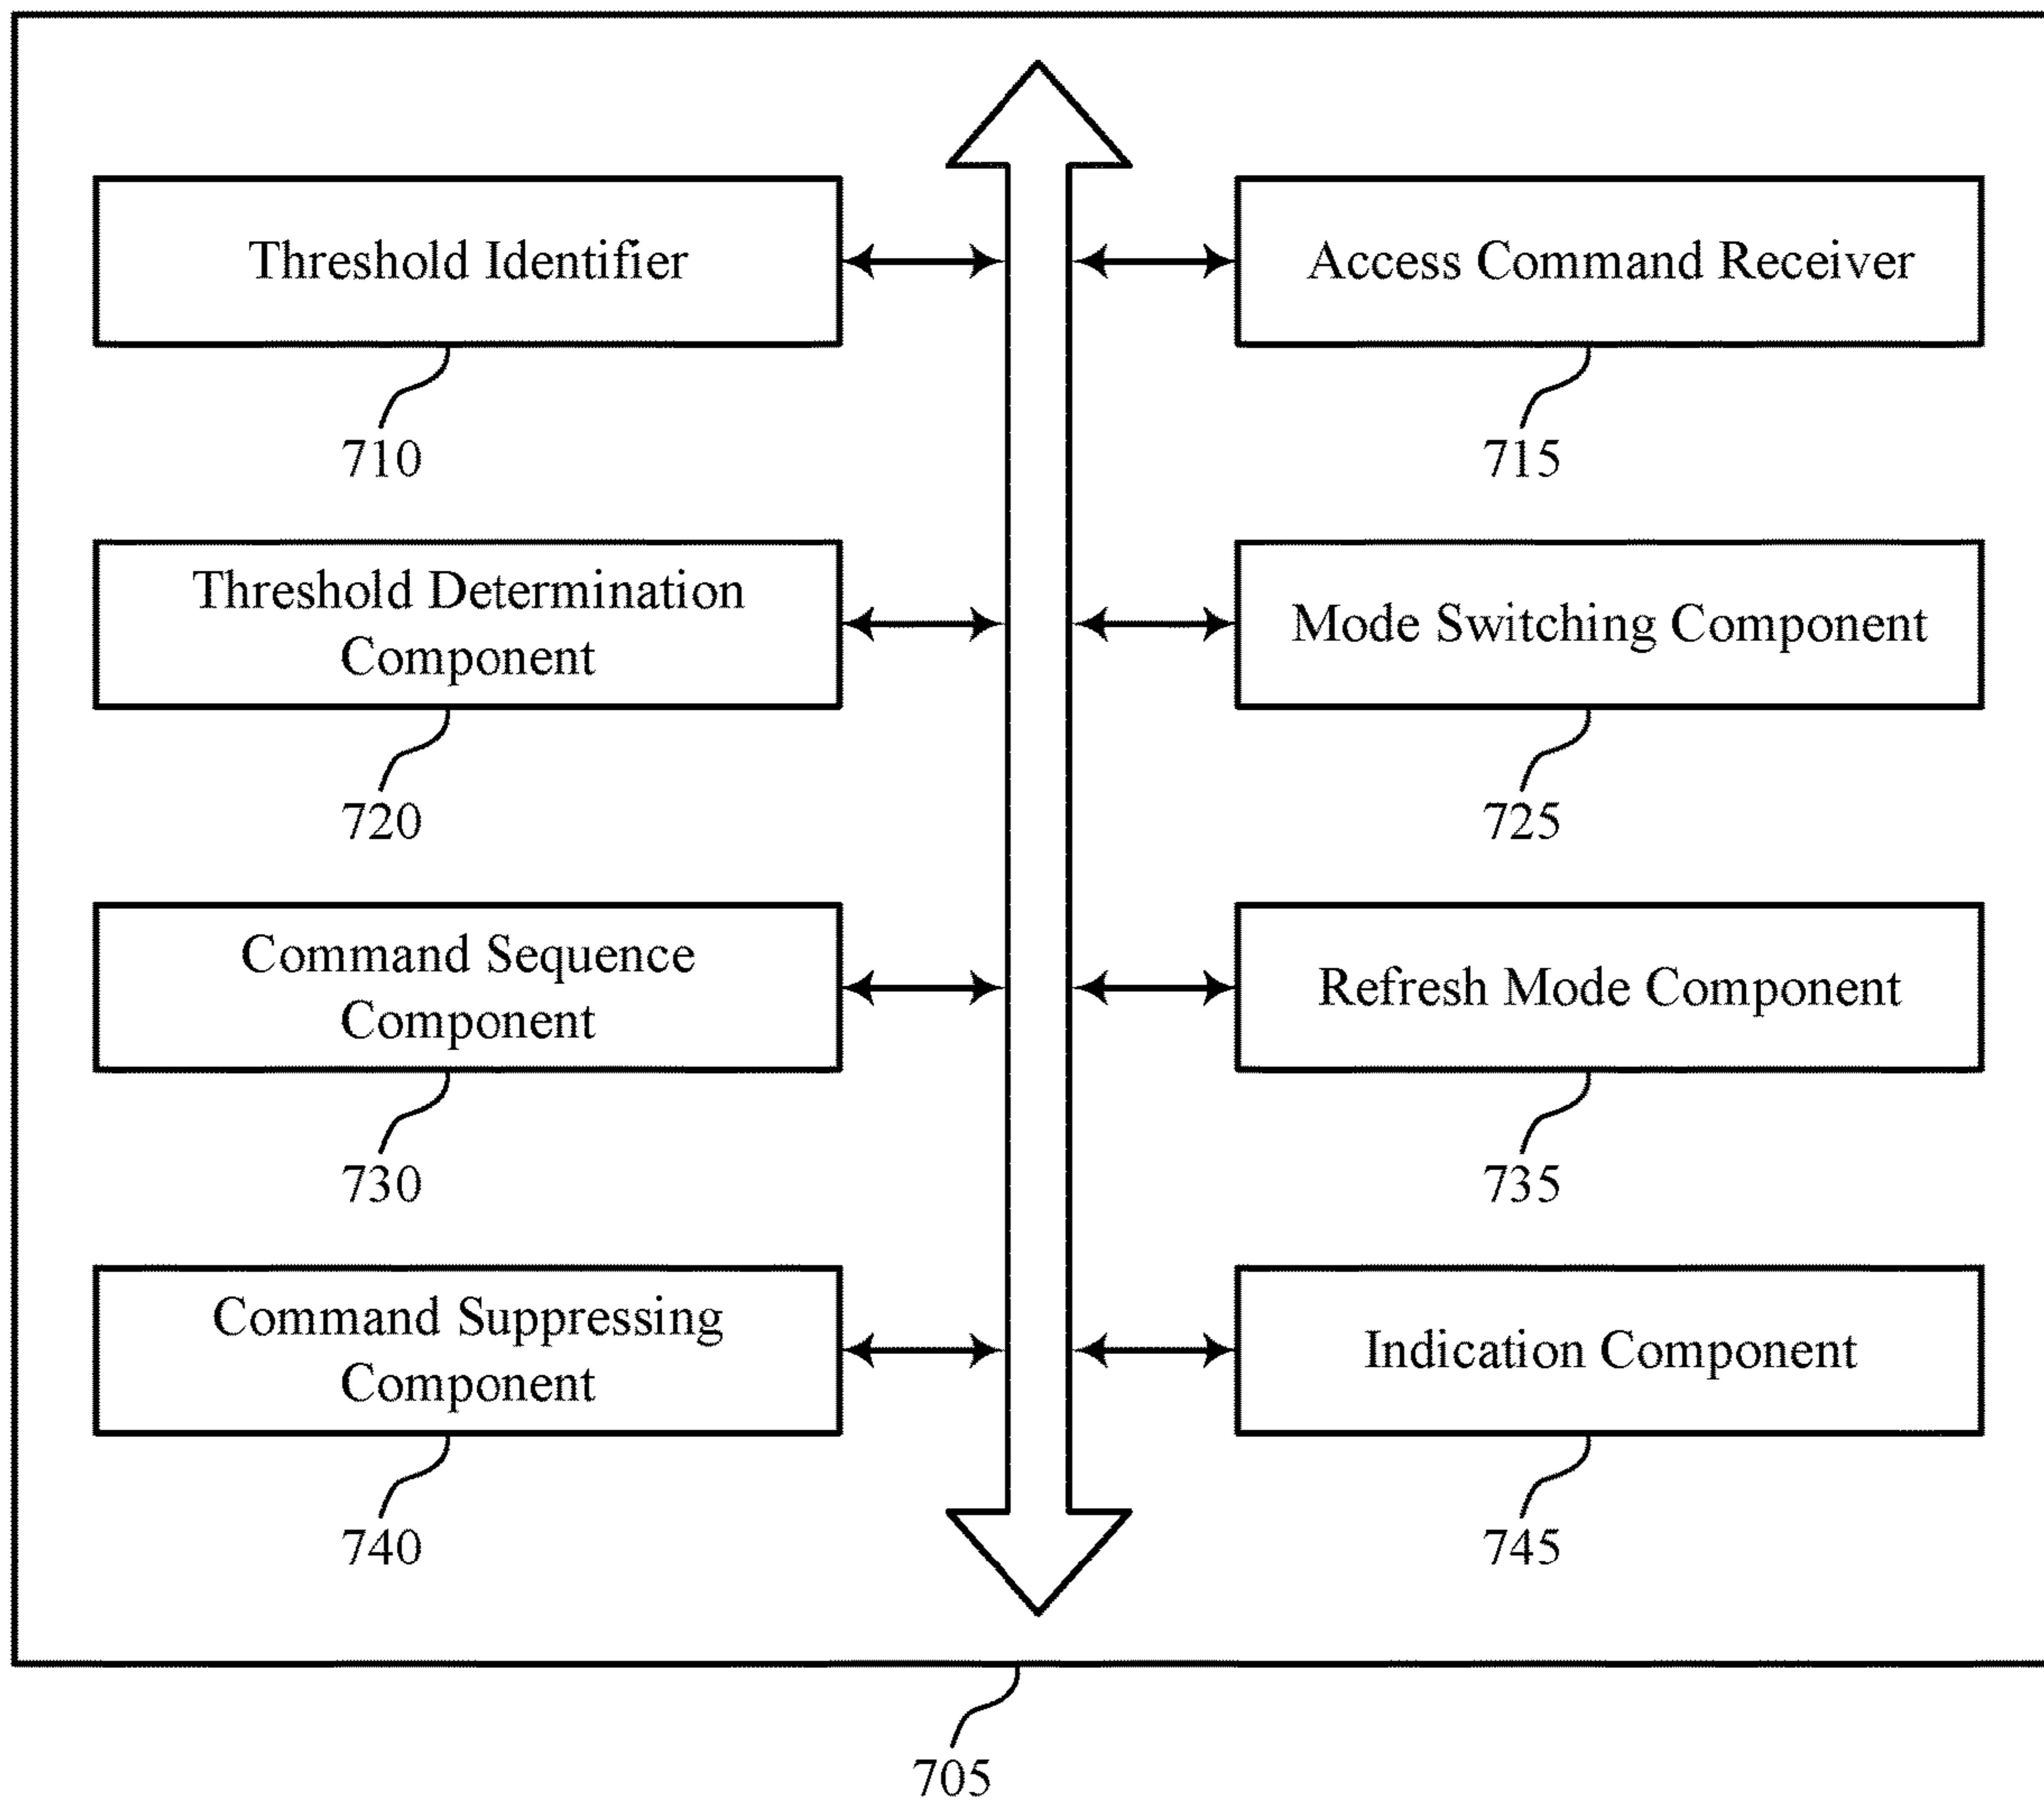 Threshold Identifier
710
Access Command Receiver
715
Threshold Determination
Component
720
Mode Switching Component
725
Command Sequence
Component
730
Refresh Mode Component
735
Command Suppressing
Component
740
Indication Component
745
705